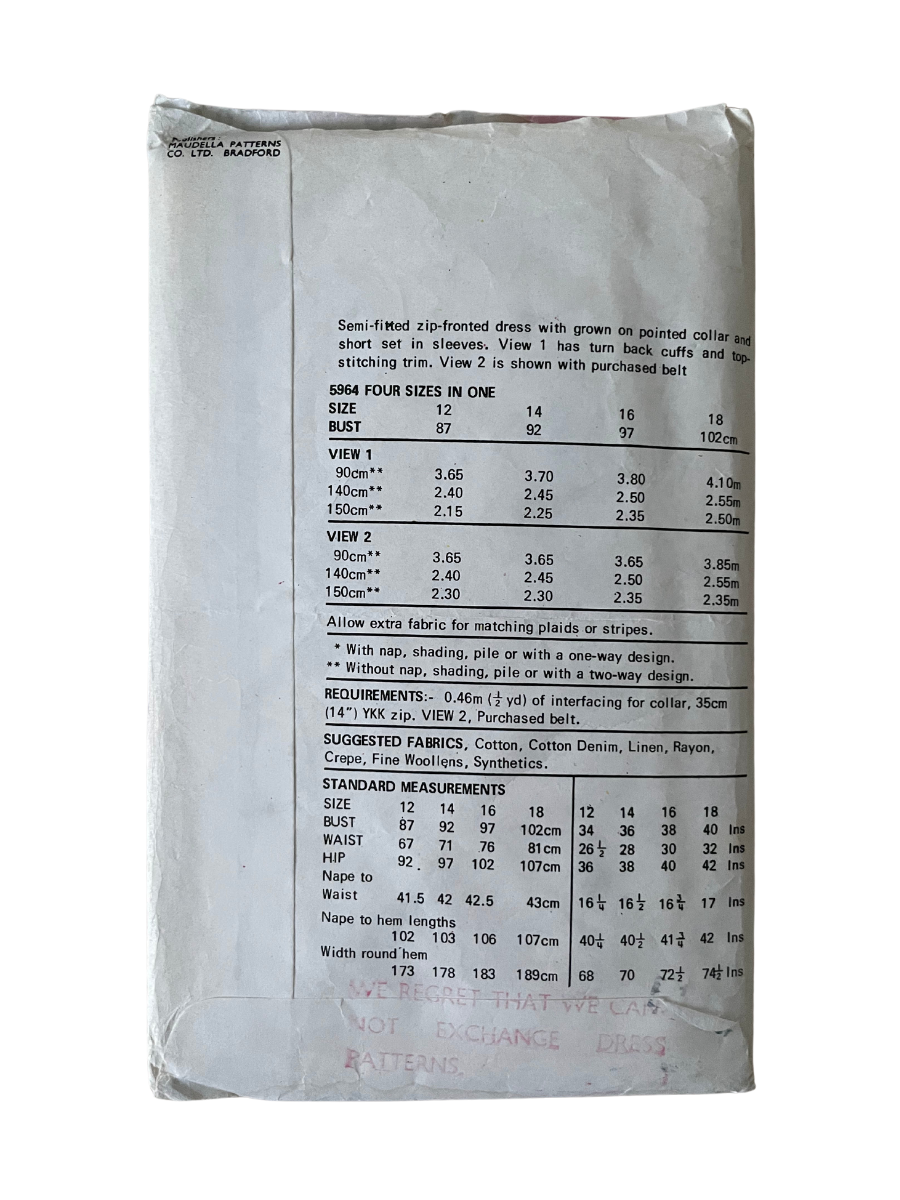 Publishers:
MAUDELLA PATTERNS
CO. LTD. BRADFORD
Semi-fitted zip-fronted dress with grown on pointed collar and
short set in sleeves. View 1 has turn back cuffs and top-
stitching trim. View 2 is shown with purchased belt
5964 FOUR SIZES IN ONE
SIZE 12 14 16 18
BUST 87 92 97 102cm
VIEW 1
90cm** 3.65 3.70 3.80 4.10m
140cm** 2.40 2.45 2.50 2.55m
150cm** 2.15 2.25 2.35 2.50m
VIEW 2
90cm** 3.65 3.65 3.65 3.85m
140cm** 2.40 2.45 2.50 2.55m
150cm** 2.30 2.30 2.35 2.35m
Allow extra fabric for matching plaids or stripes.
* With nap, shading, pile or with a one-way design.
** Without nap, shading, pile or with a two-way design.
REQUIREMENTS:- 0.46m (½ yd) of interfacing for collar, 35cm
(14") YKK zip. VIEW 2, Purchased belt.
SUGGESTED FABRICS, Cotton, Cotton Denim, Linen, Rayon,
Crepe, Fine Woollens, Synthetics.
STANDARD MEASUREMENTS
SIZE 12 14 16 18 12 14 16 18
BUST 87 92 97 102cm 34 36 38 40 Ins
WAIST 67 71 76 81cm 26½ 28 30 32 Ins
HIP 92 97 102 107cm 36 38 40 42 Ins
Nape to
Waist 41.5 42 42.5 43cm 16¼ 16½ 16¾ 17 Ins
Nape to hem lengths
102 103 106 107cm 40¼ 40½ 41¾ 42 Ins
Width round hem
173 178 183 189cm 68 70 72½ 74½ Ins
WE REGRET THAT WE CAN
NOT EXCHANGE DRESS
PATTERNS.